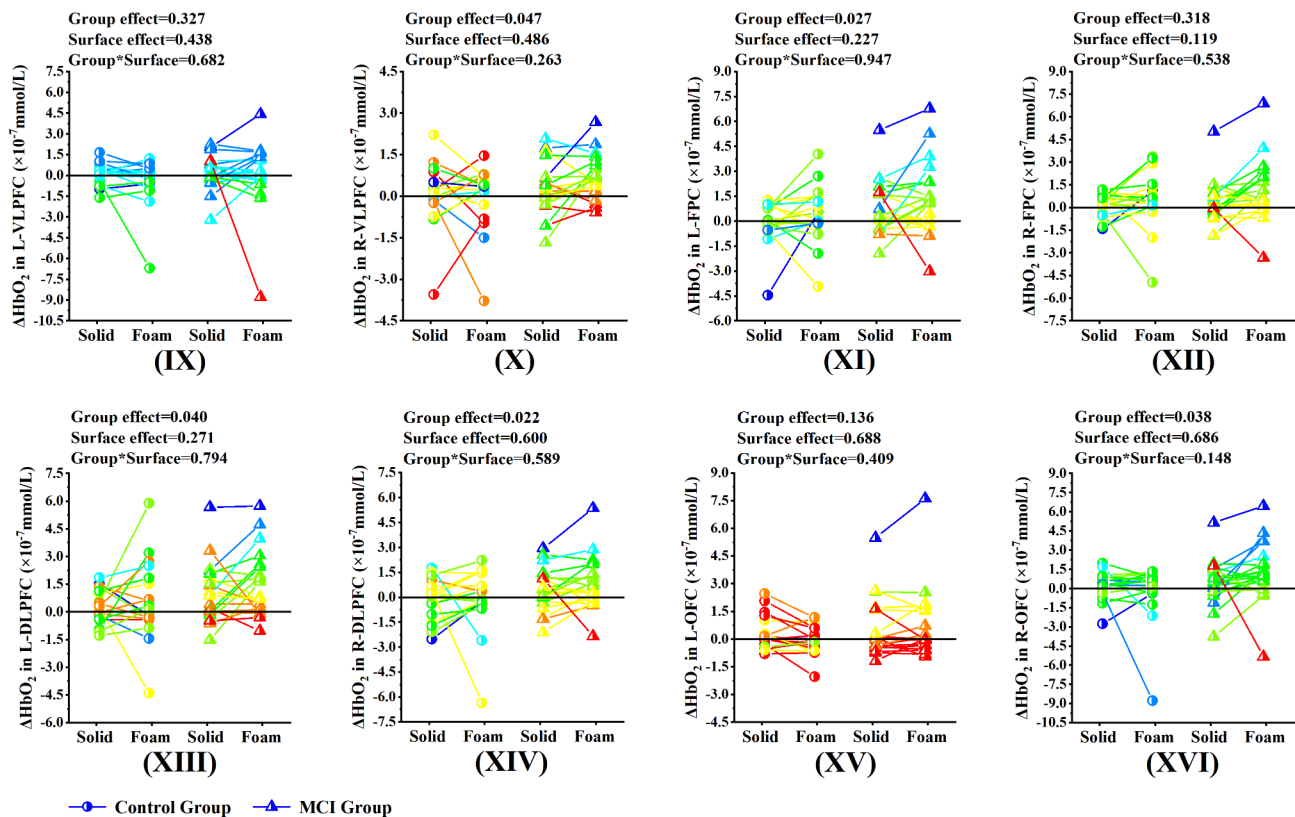 Group effect=0.327
Surface effect=0.438
Group*Surface=0.682
ΔHbO₂ in L-VLPFC (×10⁻⁷mmol/L)
7.5
4.5
1.5
0.0
-1.5
-3.0
-4.5
-6.0
-7.5
-9.0
-10.5
Solid Foam Solid Foam
(IX)
Group effect=0.047
Surface effect=0.486
Group*Surface=0.263
ΔHbO₂ in R-VLPFC (×10⁻⁷mmol/L)
4.5
3.0
1.5
0.0
-1.5
-3.0
-4.5
Solid Foam Solid Foam
(X)
Group effect=0.027
Surface effect=0.227
Group*Surface=0.947
ΔHbO₂ in L-FPC (×10⁻⁷mmol/L)
9.0
7.5
6.0
4.5
3.0
1.5
0.0
-1.5
-3.0
-4.5
-6.0
Solid Foam Solid Foam
(XI)
Group effect=0.318
Surface effect=0.119
Group*Surface=0.538
ΔHbO₂ in R-FPC (×10⁻⁷mmol/L)
9.0
7.5
6.0
4.5
3.0
1.5
0.0
-1.5
-3.0
-4.5
-6.0
-7.5
Solid Foam Solid Foam
(XII)
Group effect=0.040
Surface effect=0.271
Group*Surface=0.794
ΔHbO₂ in L-DLPFC (×10⁻⁷mmol/L)
7.5
6.0
4.5
3.0
1.5
0.0
-1.5
-3.0
-4.5
-6.0
Solid Foam Solid Foam
(XIII)
Group effect=0.022
Surface effect=0.600
Group*Surface=0.589
ΔHbO₂ in R-DLPFC (×10⁻⁷mmol/L)
7.5
6.0
4.5
3.0
1.5
0.0
-1.5
-3.0
-4.5
-6.0
-7.5
Solid Foam Solid Foam
(XIV)
Group effect=0.136
Surface effect=0.688
Group*Surface=0.409
ΔHbO₂ in L-OFC (×10⁻⁷mmol/L)
9.0
7.5
6.0
3.0
1.5
0.0
-1.5
-3.0
-4.5
Solid Foam Solid Foam
(XV)
Group effect=0.038
Surface effect=0.686
Group*Surface=0.148
ΔHbO₂ in R-OFC (×10⁻⁷mmol/L)
9.0
7.5
6.0
4.5
3.0
1.5
0.0
-1.5
-3.0
-4.5
-6.0
-7.5
-9.0
-10.5
Solid Foam Solid Foam
(XVI)
Control Group MCI Group